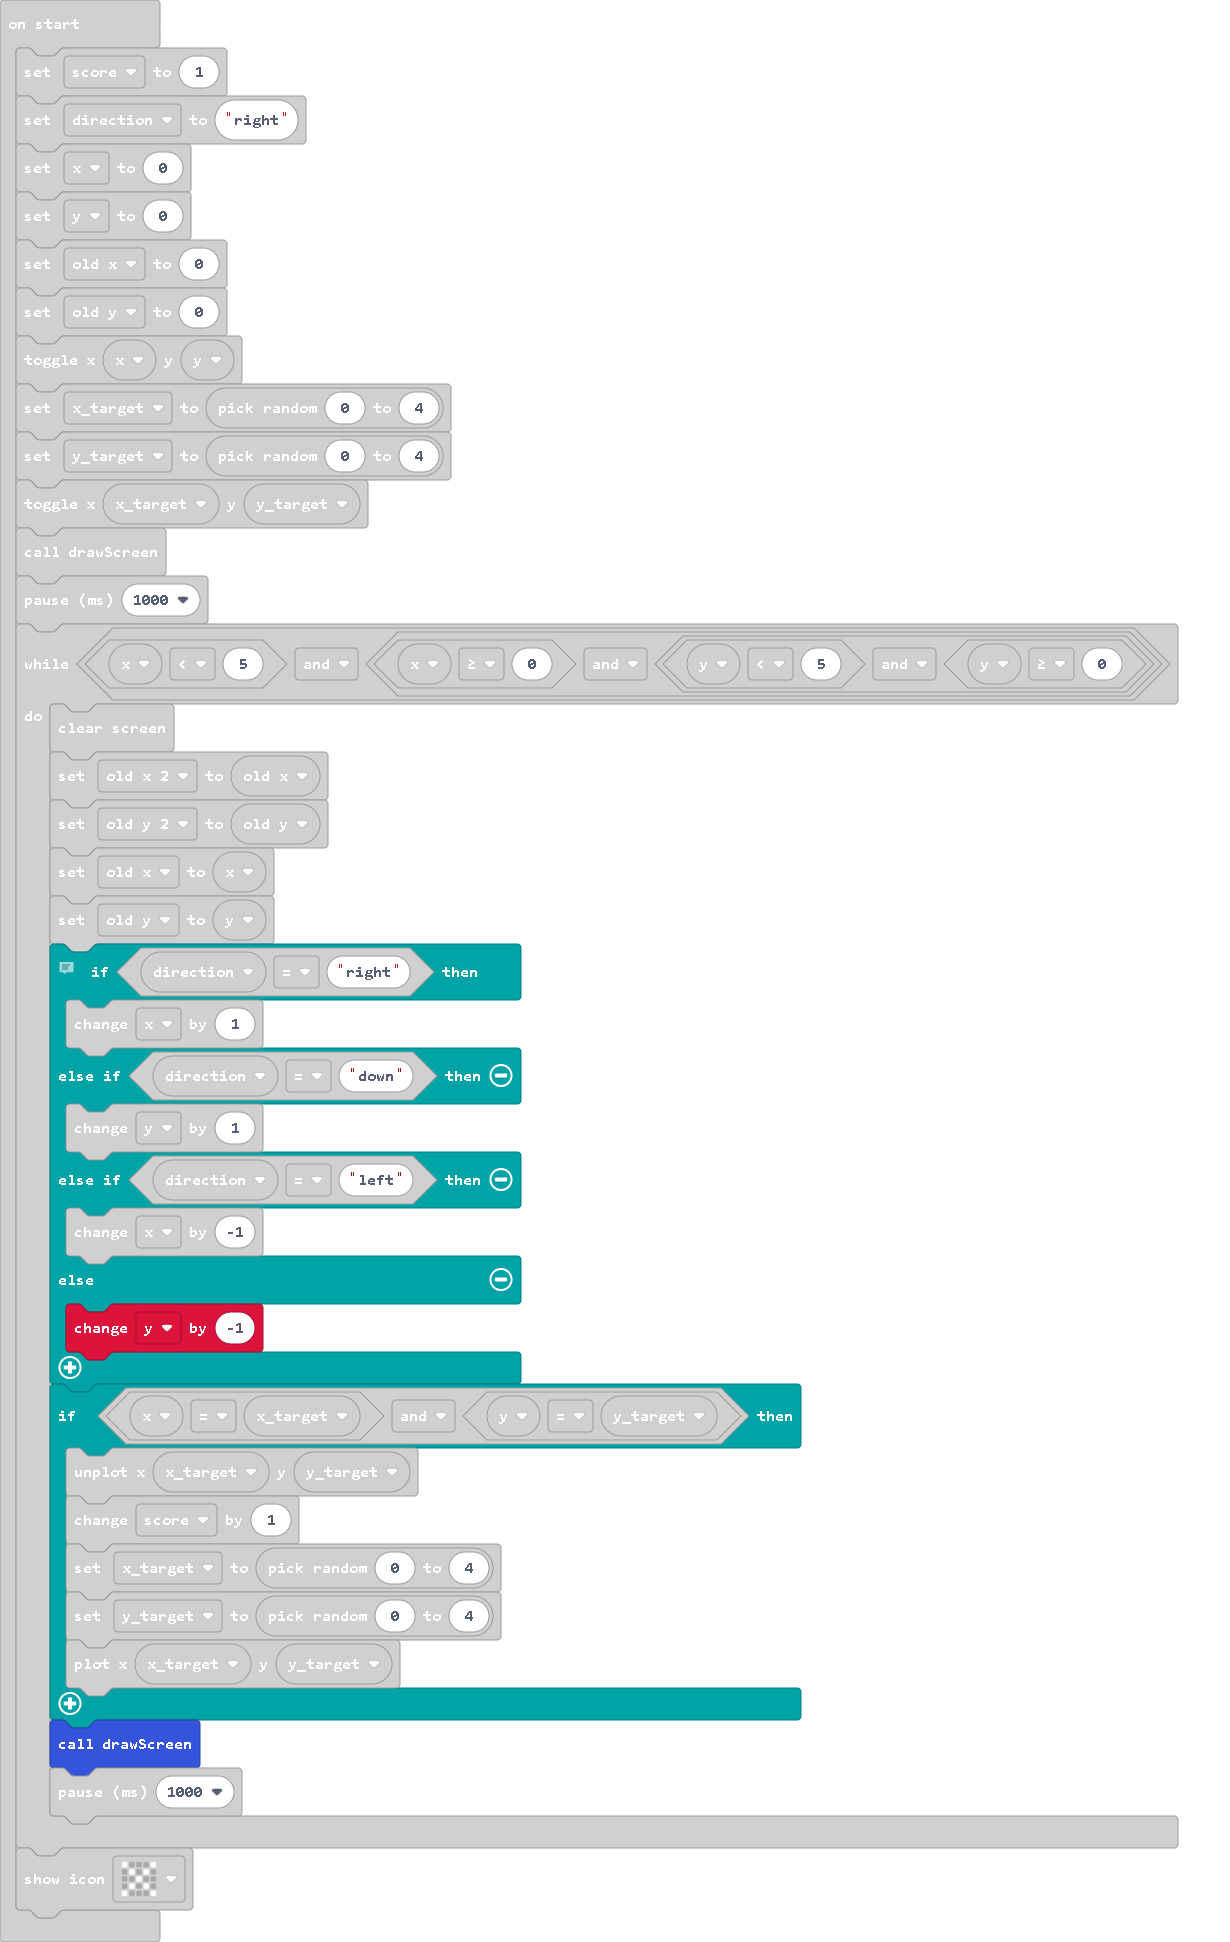 on start
set score to 1
set direction to "right"
set x to 0
set y to 0
set old x to 0
set old y to 0
toggle x x y y
set x_target to pick random 0 to 4
set y_target to pick random 0 to 4
toggle x x_target y y_target
call drawScreen
pause (ms) 1000
while x < 5 and x ≥ 0 and y < 5 and y ≥ 0
do
clear screen
set old x 2 to old x
set old y 2 to old y
set old x to x
set old y to y
if direction = "right" then
change x by 1
else if direction = "down" then
change y by 1
else if direction = "left" then
change x by -1
else
change y by -1
if x = x_target and y = y_target then
unplot x x_target y y_target
change score by 1
set x_target to pick random 0 to 4
set y_target to pick random 0 to 4
plot x x_target y y_target
call drawScreen
pause (ms) 1000
show icon